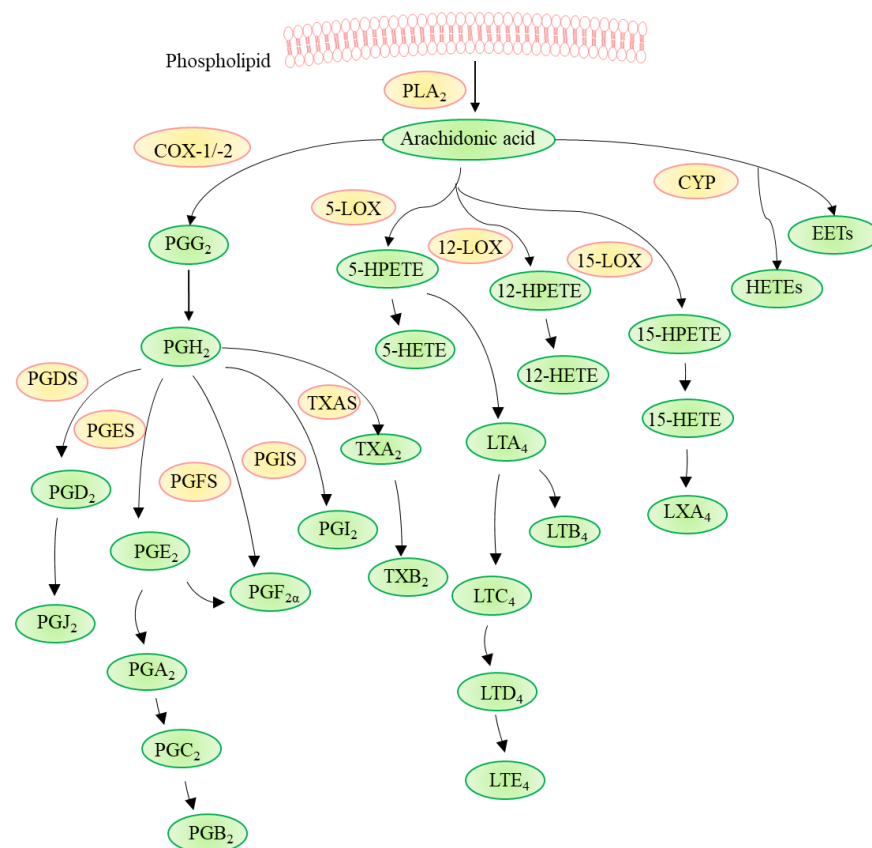 Phospholipid
PLA₂
Arachidonic acid
COX-1/-2
CYP
5-LOX
EETs
PGG₂
12-LOX
15-LOX
5-HPETE
12-HPETE
HETEs
15-HPETE
PGH₂
5-HETE
12-HETE
PGDS
TXAS
15-HETE
PGES
TXA₂
LTA₄
PGIS
PGFS
PGD₂
LXA₄
PGI₂
LTB₄
PGE₂
TXB₂
PGF₂α
LTC₄
PGJ₂
PGA₂
LTD₄
PGC₂
LTE₄
PGB₂